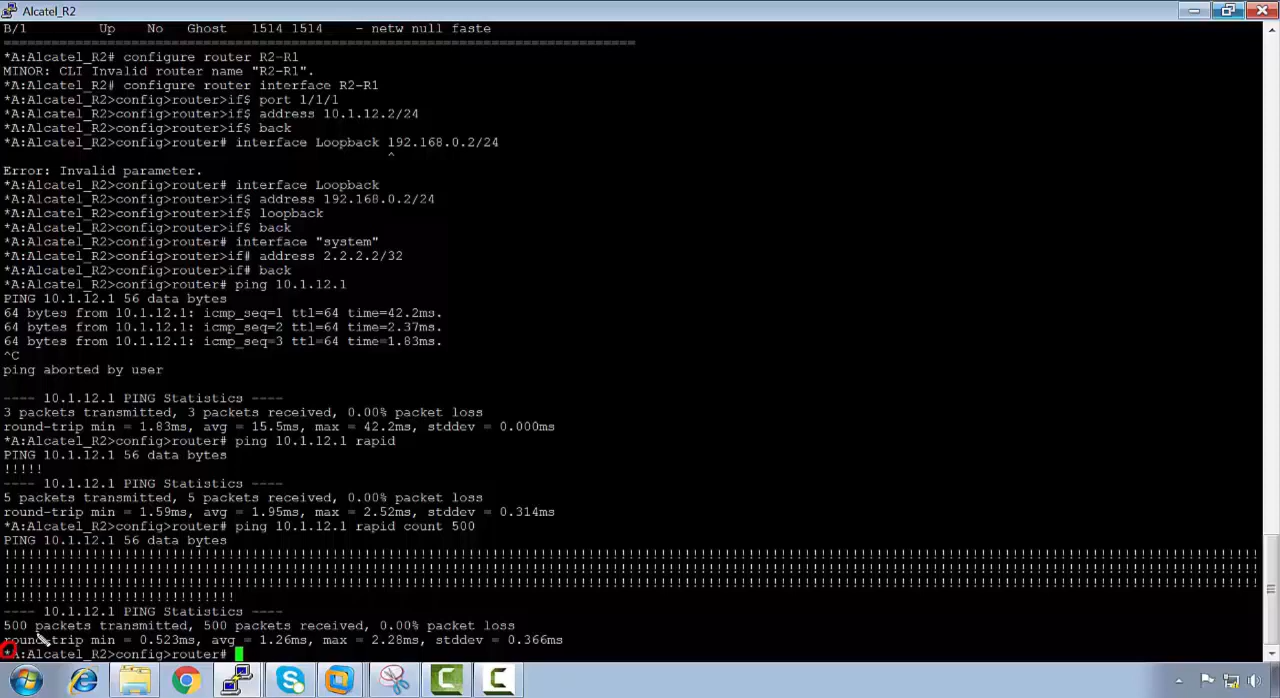 Alcatel_R2
B/1         Up     No    Ghost    1514 1514    - netw null faste
===============================================================================
*A:Alcatel_R2# configure router R2-R1
MINOR: CLI Invalid router name "R2-R1".
*A:Alcatel_R2# configure router interface R2-R1
*A:Alcatel_R2>config>router>if$ port 1/1/1
*A:Alcatel_R2>config>router>if$ address 10.1.12.2/24
*A:Alcatel_R2>config>router>if$ back
*A:Alcatel_R2>config>router# interface Loopback 192.168.0.2/24
^
Error: Invalid parameter.
*A:Alcatel_R2>config>router# interface Loopback
*A:Alcatel_R2>config>router>if$ address 192.168.0.2/24
*A:Alcatel_R2>config>router>if$ loopback
*A:Alcatel_R2>config>router>if$ back
*A:Alcatel_R2>config>router# interface "system"
*A:Alcatel_R2>config>router>if# address 2.2.2.2/32
*A:Alcatel_R2>config>router>if# back
*A:Alcatel_R2>config>router# ping 10.1.12.1
PING 10.1.12.1 56 data bytes
64 bytes from 10.1.12.1: icmp_seq=1 ttl=64 time=42.2ms.
64 bytes from 10.1.12.1: icmp_seq=2 ttl=64 time=2.37ms.
64 bytes from 10.1.12.1: icmp_seq=3 ttl=64 time=1.83ms.
^C
ping aborted by user
---- 10.1.12.1 PING Statistics ----
3 packets transmitted, 3 packets received, 0.00% packet loss
round-trip min = 1.83ms, avg = 15.5ms, max = 42.2ms, stddev = 0.000ms
*A:Alcatel_R2>config>router# ping 10.1.12.1 rapid
PING 10.1.12.1 56 data bytes
!!!!!
---- 10.1.12.1 PING Statistics ----
5 packets transmitted, 5 packets received, 0.00% packet loss
round-trip min = 1.59ms, avg = 1.95ms, max = 2.52ms, stddev = 0.314ms
*A:Alcatel_R2>config>router# ping 10.1.12.1 rapid count 500
PING 10.1.12.1 56 data bytes
!!!!!!!!!!!!!!!!!!!!!!!!!!!!!!!!!!!!!!!!!!!!!!!!!!!!!!!!!!!!!!!!!!!!!!!!!!!!!!!!!!!!!!!!!!!!!!!!!!!!!!!!!!!!!!!!!!!!!!!!!!!!!!!!!!!!!!!!!!!!!!!!!!!!!!!!!!!!!
!!!!!!!!!!!!!!!!!!!!!!!!!!!!!!!!!!!!!!!!!!!!!!!!!!!!!!!!!!!!!!!!!!!!!!!!!!!!!!!!!!!!!!!!!!!!!!!!!!!!!!!!!!!!!!!!!!!!!!!!!!!!!!!!!!!!!!!!!!!!!!!!!!!!!!!!!
!!!!!!!!!!!!!!!!!!!!!!!!!!!!!!!!!!!!!!!!!!!!!!!!!!!!!!!!!!!!!!!!!!!!!!!!!!!!!!!!!!!!!!!!!!!!!!!!!!!!!!!!!!!!!!!!!!!!!!!!!!!!!!!!!!!!!!!!!!!!!!!!!!!!!!!!!
!!!!!!!!!!!!!!!!!!!!!!!!!!!!!
---- 10.1.12.1 PING Statistics ----
500 packets transmitted, 500 packets received, 0.00% packet loss
round-trip min = 0.523ms, avg = 1.26ms, max = 2.28ms, stddev = 0.366ms
*A:Alcatel_R2>config>router#